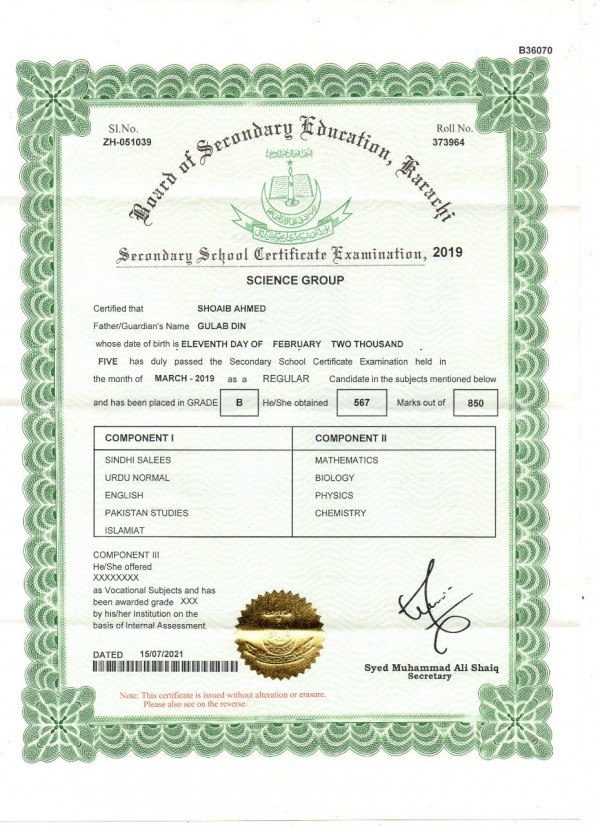 B36070
Sl.No.
ZH-051039
Roll No.
373964
Board of Secondary Education, Karachi
Secondary School Certificate Examination, 2019
SCIENCE GROUP
Certified that SHOAIB AHMED
Father/Guardian's Name GULAB DIN
whose date of birth is ELEVENTH DAY OF FEBRUARY TWO THOUSAND
FIVE has duly passed the Secondary School Certificate Examination held in
the month of MARCH - 2019 as a REGULAR Candidate in the subjects mentioned below
and has been placed in GRADE B He/She obtained 567 Marks out of 850
COMPONENT I
SINDHI SALEES
URDU NORMAL
ENGLISH
PAKISTAN STUDIES
ISLAMIAT
COMPONENT II
MATHEMATICS
BIOLOGY
PHYSICS
CHEMISTRY
COMPONENT III
He/She offered
XXXXXXXX
as Vocational Subjects and has
been awarded grade XXX
by his/her Institution on the
basis of Internal Assessment.
DATED 15/07/2021
Syed Muhammad Ali Shaiq
Secretary
Note: This certificate is issued without alteration or erasure.
Please also see on the reverse.